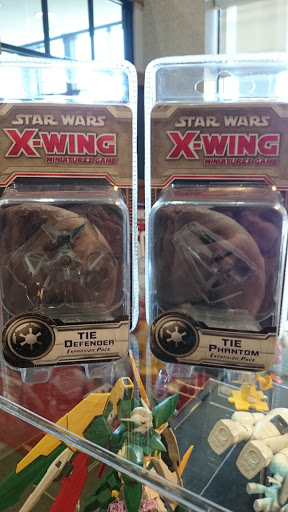 STAR WARS
X-WING
MINIATURES GAME
TIE
DEFENDER
EXPANSION PACK
STAR WARS
X-WING
MINIATURES GAME
TIE
PHANTOM
EXPANSION PACK